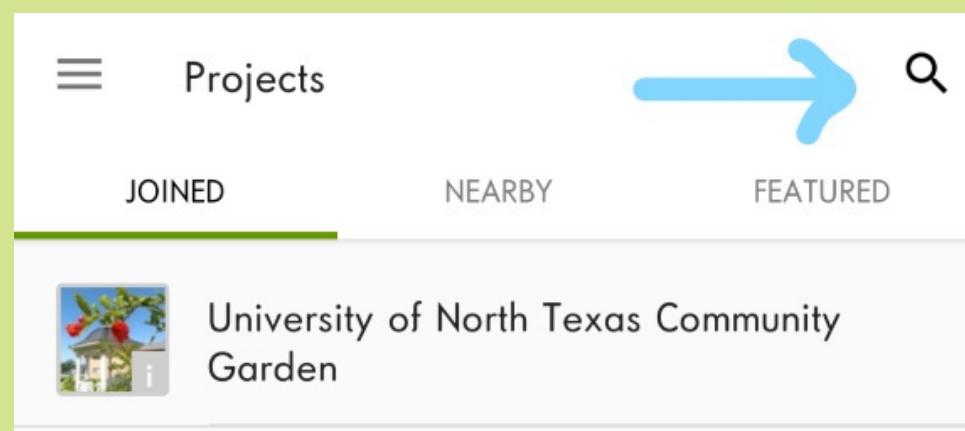 Projects
JOINED NEARBY FEATURED
University of North Texas Community
Garden
i